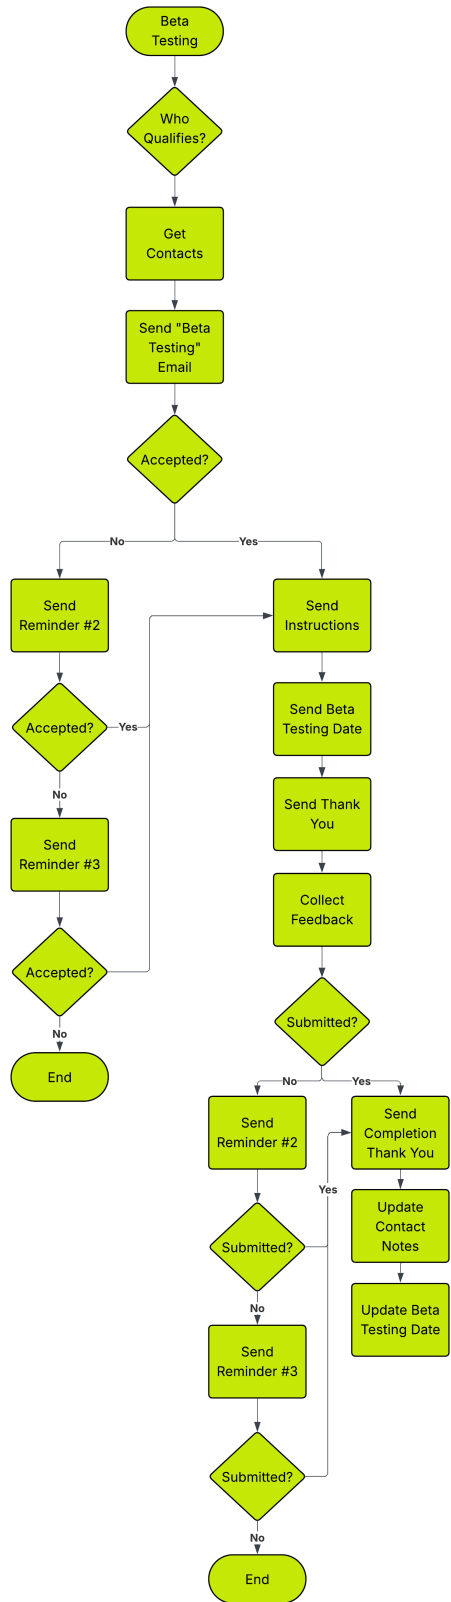 Beta
Testing
Who
Qualifies?
Get
Contacts
Send "Beta
Testing"
Email
Accepted?
No
Yes
Send
Reminder #2
Send
Instructions
Accepted?
Yes
Send Beta
Testing Date
No
Send
Reminder #3
Send Thank
You
Collect
Feedback
Accepted?
No
End
Submitted?
No
Yes
Send
Reminder #2
Send
Completion
Thank You
Yes
Update
Contact
Notes
Submitted?
No
Update Beta
Testing Date
Send
Reminder #3
Submitted?
No
End